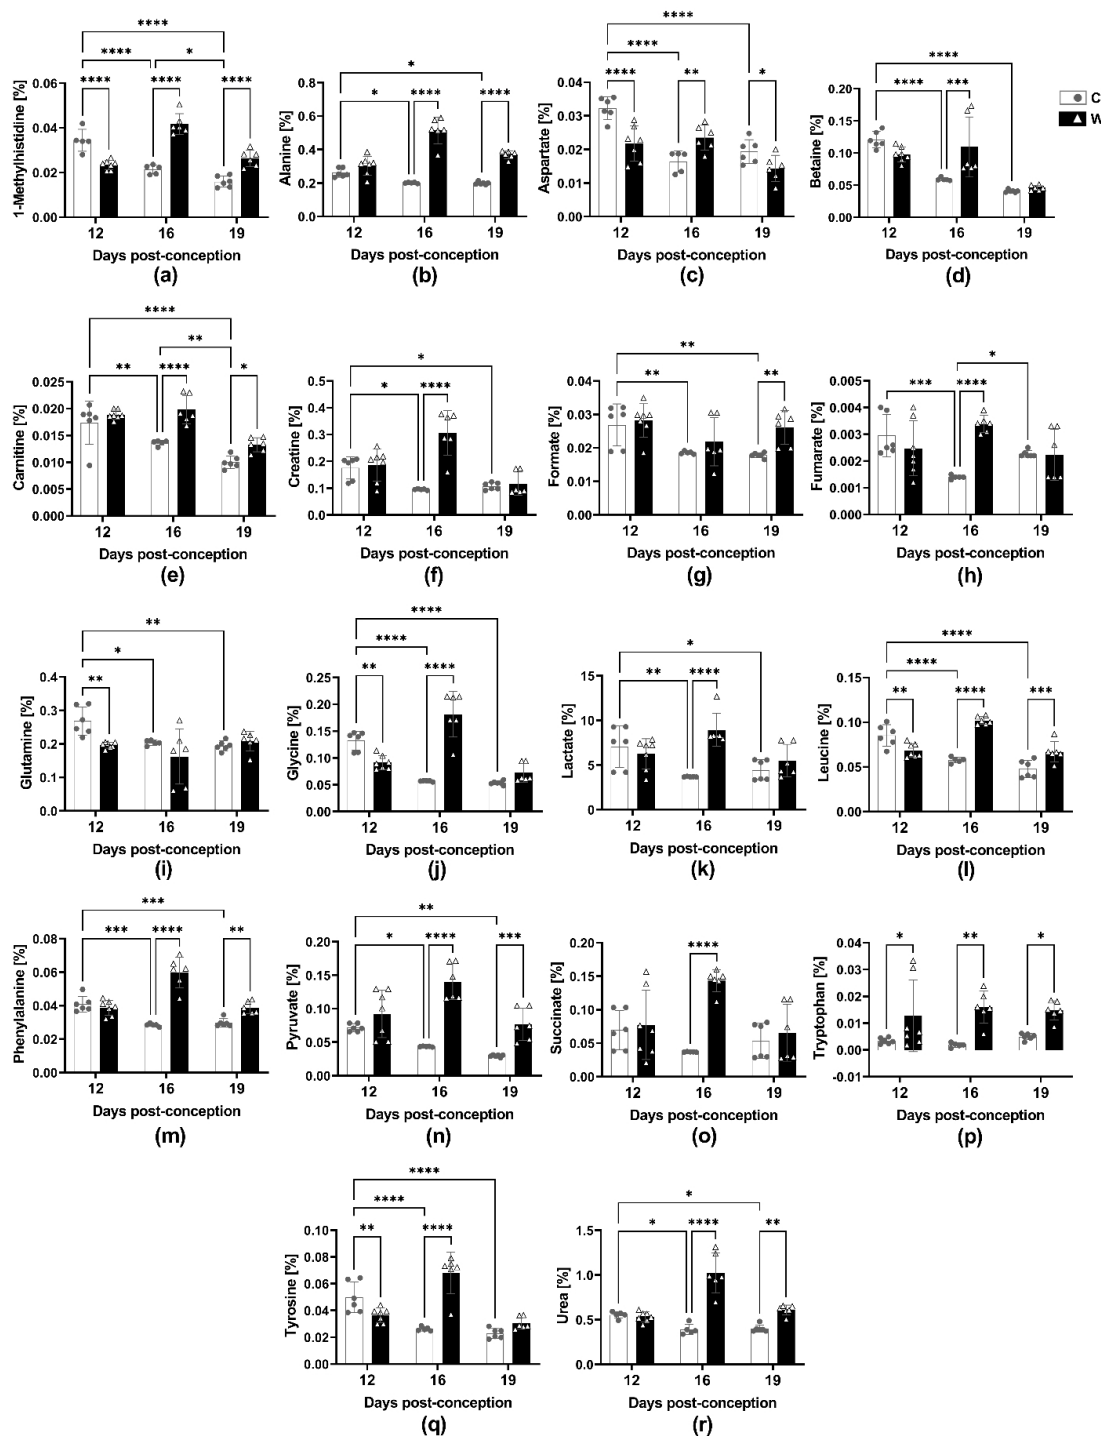 ****
**** *
**** **** ****
1-Methylhistidine [%]
0.06
0.04
0.02
0.00
12 16 19
Days post-conception
(a)
*
* **** ****
Alanine [%]
0.8
0.6
0.4
0.2
0.0
12 16 19
Days post-conception
(b)
****
****
**** ** *
Aspartate [%]
0.04
0.03
0.02
0.01
0.00
12 16 19
Days post-conception
(c)
****
**** ***
Betaine [%]
0.20
0.15
0.10
0.05
0.00
12 16 19
Days post-conception
(d)
C
W
****
**
** **** *
Carnitine [%]
0.025
0.020
0.015
0.010
0.005
0.000
12 16 19
Days post-conception
(e)
*
* ****
Creatine [%]
0.5
0.4
0.3
0.2
0.1
0.0
12 16 19
Days post-conception
(f)
**
** **
Formate [%]
0.04
0.03
0.02
0.01
0.00
12 16 19
Days post-conception
(g)
*
*** ****
Fumarate [%]
0.005
0.004
0.003
0.002
0.001
0.000
12 16 19
Days post-conception
(h)
**
*
**
Glutamine [%]
0.4
0.3
0.2
0.1
0.0
12 16 19
Days post-conception
(i)
****
****
** ****
Glycine [%]
0.25
0.20
0.15
0.10
0.05
0.00
12 16 19
Days post-conception
(j)
*
** ****
Lactate [%]
15
10
5
0
12 16 19
Days post-conception
(k)
****
****
** **** ***
Leucine [%]
0.15
0.10
0.05
0.00
12 16 19
Days post-conception
(l)
***
*** **** **
Phenylalanine [%]
0.08
0.06
0.04
0.02
0.00
12 16 19
Days post-conception
(m)
**
* **** ***
Pyruvate [%]
0.20
0.15
0.10
0.05
0.00
12 16 19
Days post-conception
(n)
****
Succinate [%]
0.20
0.15
0.10
0.05
0.00
12 16 19
Days post-conception
(o)
* ** *
Tryptophan [%]
0.04
0.03
0.02
0.01
0.00
-0.01
12 16 19
Days post-conception
(p)
****
****
** ****
Tyrosine [%]
0.10
0.08
0.06
0.04
0.02
0.00
12 16 19
Days post-conception
(q)
*
* **** **
Urea [%]
1.5
1.0
0.5
0.0
12 16 19
Days post-conception
(r)